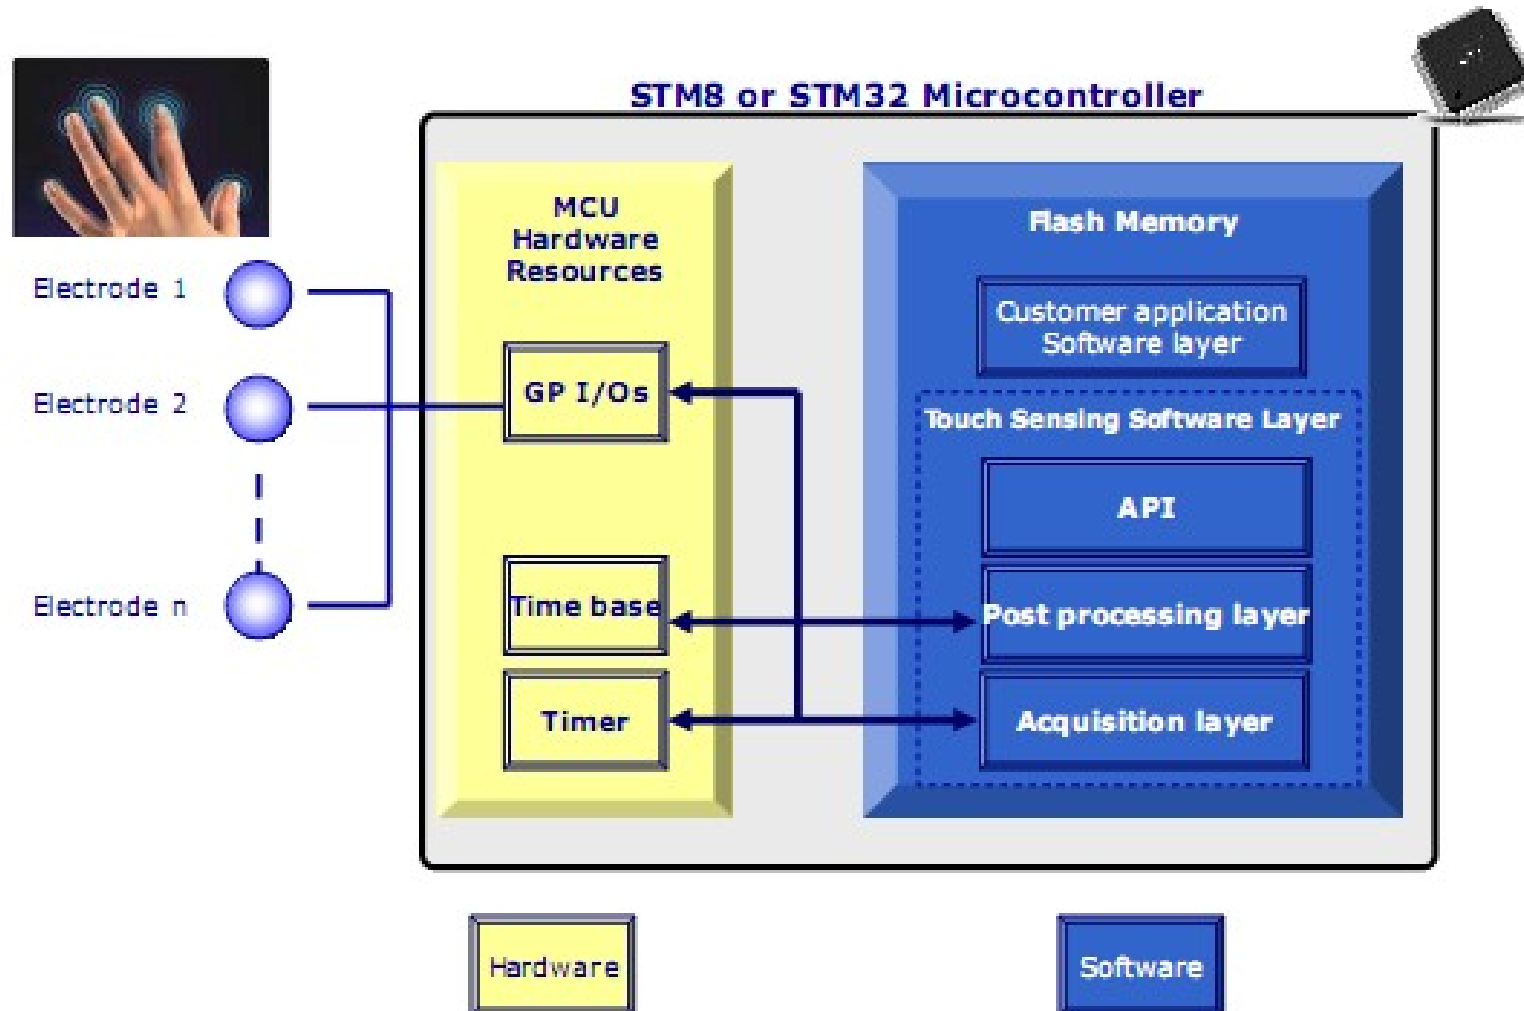 STM8 or STM32 Microcontroller
MCU
Hardware
Resources
Flash Memory
Electrode 1
Customer application
Software layer
GP I/Os
Electrode 2
Touch Sensing Software Layer
API
Electrode n
Time base
Post processing layer
Timer
Acquisition layer
Hardware
Software